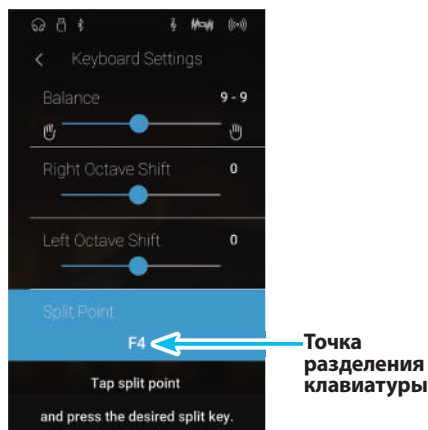 Keyboard Settings
Balance 9 - 9
Right Octave Shift 0
Left Octave Shift 0
Split Point
F4
Точка
разделения
клавиатуры
Tap split point
and press the desired split key.